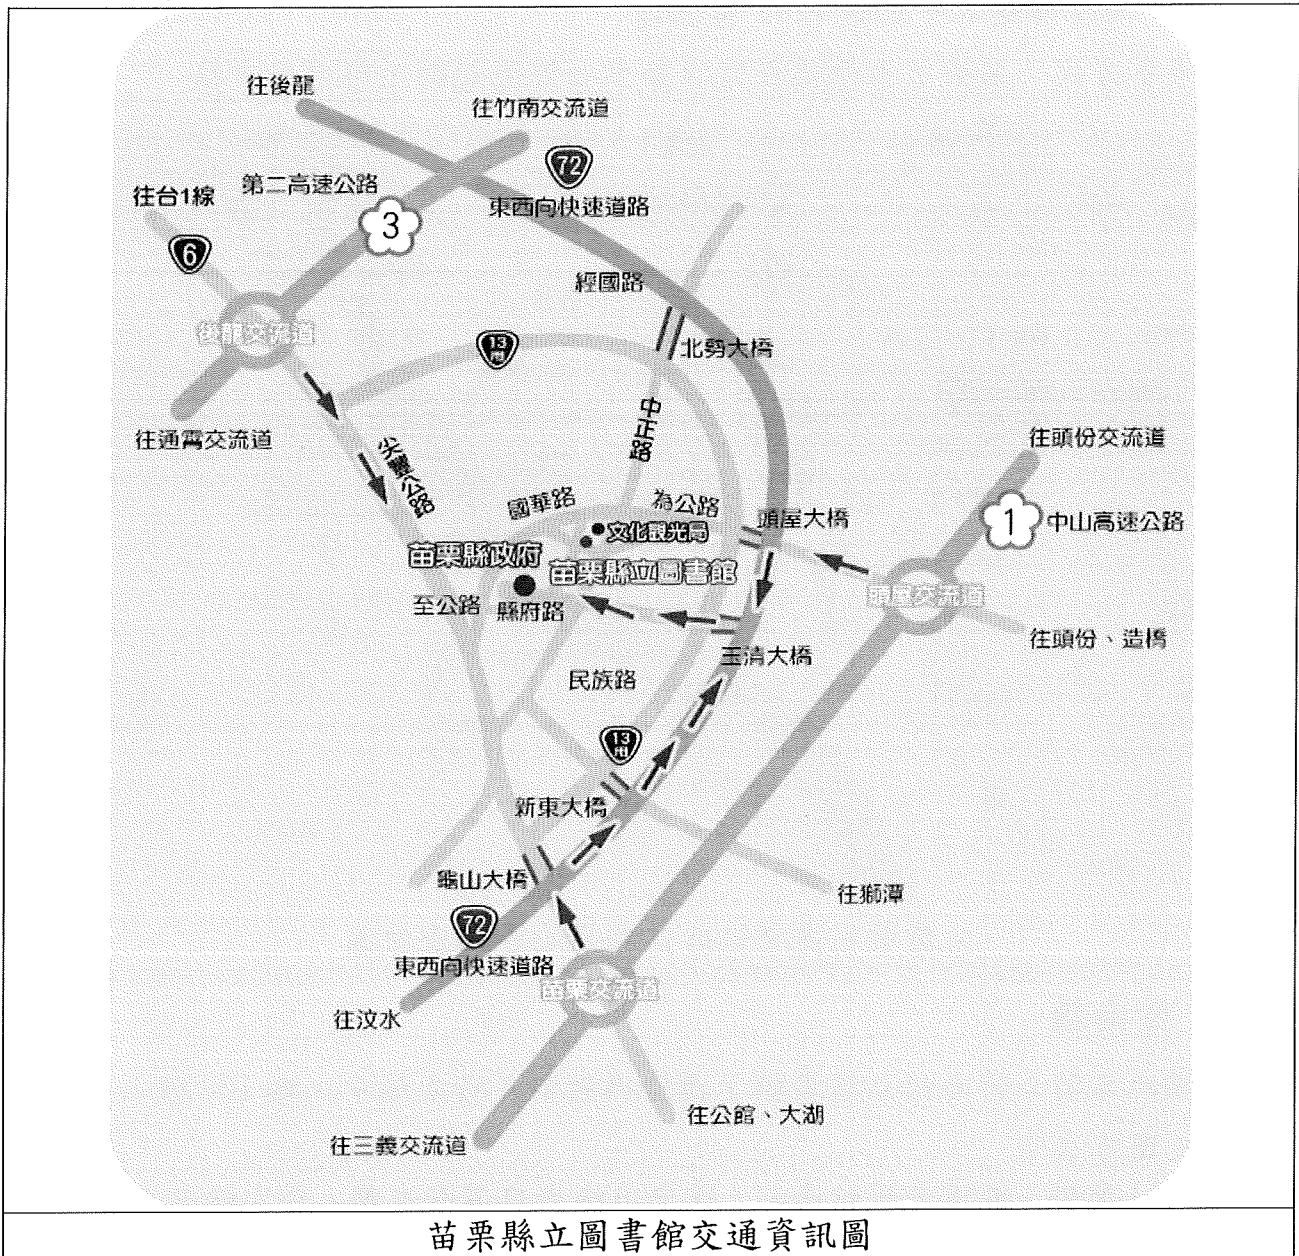 往後龍
往竹南交流道
72
東西向快速道路
第二高速公路
往台1線
3
6
經國路
後龍交流道
13甲
北勢大橋
中正路
往通霄交流道
尖豐公路
往頭份交流道
國華路
為公路
頭屋大橋
1
中山高速公路
文化觀光局
苗栗縣政府
苗栗縣立圖書館
頭屋交流道
至公路
縣府路
往頭份、造橋
玉清大橋
民族路
13甲
新東大橋
龜山大橋
往獅潭
72
東西向快速道路
苗栗交流道
往汶水
往公館、大湖
往三義交流道
苗栗縣立圖書館交通資訊圖